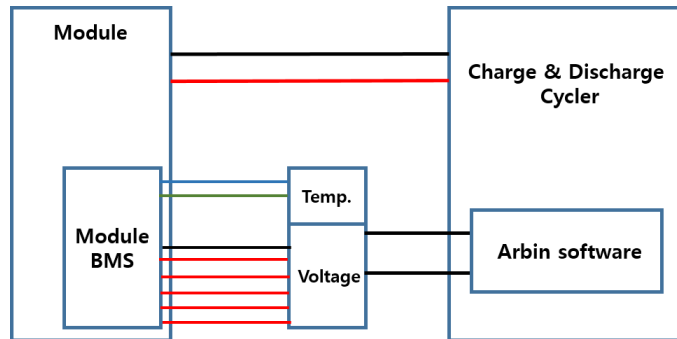 Module
Charge & Discharge
Cycler
Temp.
Module
BMS
Voltage
Arbin software